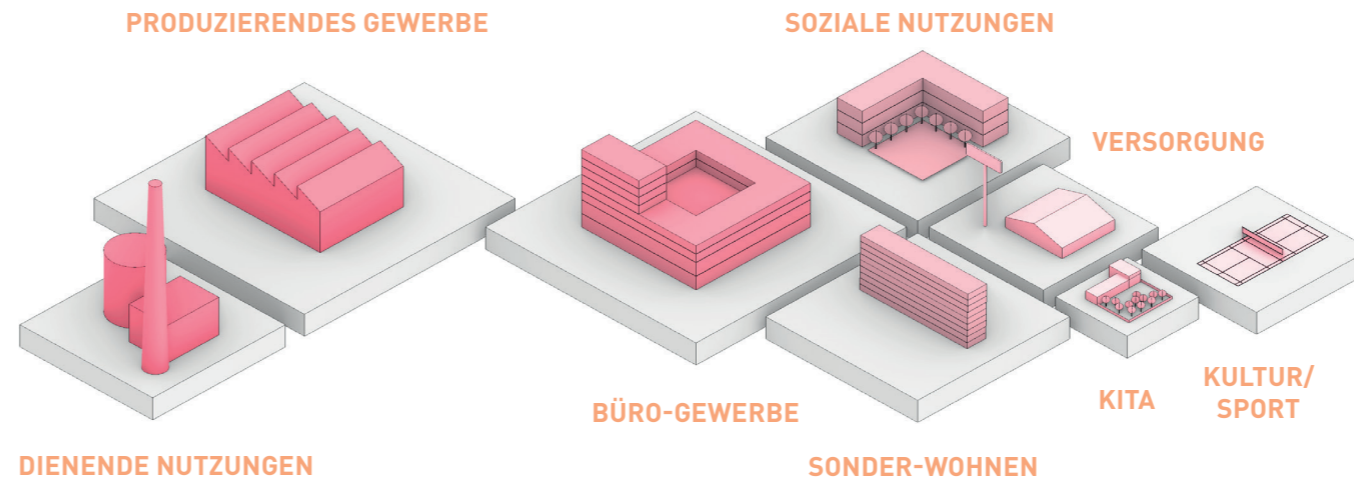 PRODUZIERENDES GEWERBE
SOZIALE NUTZUNGEN
VERSORGUNG
BÜRO-GEWERBE
KITA
KULTUR/
SPORT
DIENENDE NUTZUNGEN
SONDER-WOHNEN